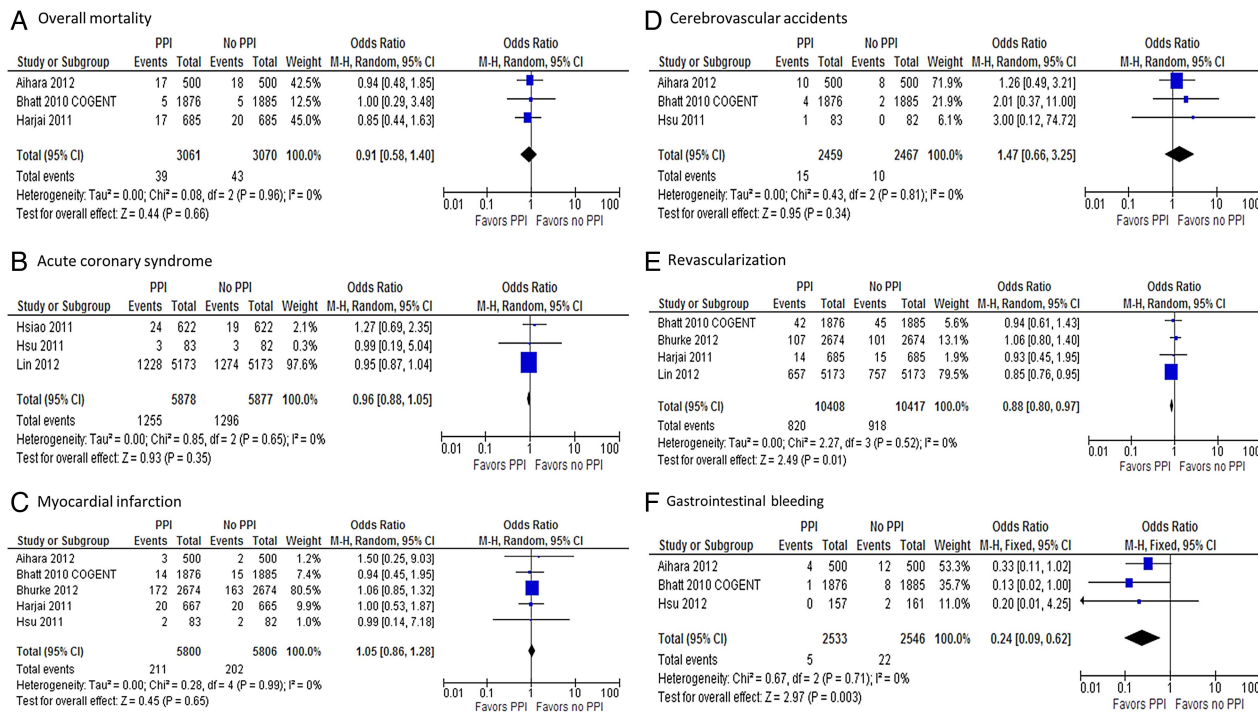 A Overall mortality
PPI No PPI Odds Ratio Odds Ratio
Study or Subgroup Events Total Events Total Weight M-H, Random, 95% CI M-H, Random, 95% CI
Aihara 2012 17 500 18 500 42.5% 0.94 [0.48, 1.85]
Bhatt 2010 COGENT 5 1876 5 1885 12.5% 1.00 [0.29, 3.48]
Harjai 2011 17 685 20 685 45.0% 0.85 [0.44, 1.63]
Total (95% CI) 3061 3070 100.0% 0.91 [0.58, 1.40]
Total events 39 43
Heterogeneity: Tau² = 0.00; Chi² = 0.08, df = 2 (P = 0.96); I² = 0%
Test for overall effect: Z = 0.44 (P = 0.66)
0.01 0.1 1 10 100
Favors PPI Favors no PPI
B Acute coronary syndrome
PPI No PPI Odds Ratio Odds Ratio
Study or Subgroup Events Total Events Total Weight M-H, Random, 95% CI M-H, Random, 95% CI
Hsiao 2011 24 622 19 622 2.1% 1.27 [0.69, 2.35]
Hsu 2011 3 83 3 82 0.3% 0.99 [0.19, 5.04]
Lin 2012 1228 5173 1274 5173 97.6% 0.95 [0.87, 1.04]
Total (95% CI) 5878 5877 100.0% 0.96 [0.88, 1.05]
Total events 1255 1296
Heterogeneity: Tau² = 0.00; Chi² = 0.85, df = 2 (P = 0.65); I² = 0%
Test for overall effect: Z = 0.93 (P = 0.35)
0.01 0.1 1 10 100
Favors PPI Favors no PPI
C Myocardial infarction
PPI No PPI Odds Ratio Odds Ratio
Study or Subgroup Events Total Events Total Weight M-H, Random, 95% CI M-H, Random, 95% CI
Aihara 2012 3 500 2 500 1.2% 1.50 [0.25, 9.03]
Bhatt 2010 COGENT 14 1876 15 1885 7.4% 0.94 [0.45, 1.95]
Bhurke 2012 172 2674 163 2674 80.5% 1.06 [0.85, 1.32]
Harjai 2011 20 667 20 665 9.9% 1.00 [0.53, 1.87]
Hsu 2011 2 83 2 82 1.0% 0.99 [0.14, 7.18]
Total (95% CI) 5800 5806 100.0% 1.05 [0.86, 1.28]
Total events 211 202
Heterogeneity: Tau² = 0.00; Chi² = 0.28, df = 4 (P = 0.99); I² = 0%
Test for overall effect: Z = 0.45 (P = 0.65)
0.01 0.1 1 10 100
Favors PPI Favors no PPI
D Cerebrovascular accidents
PPI No PPI Odds Ratio Odds Ratio
Study or Subgroup Events Total Events Total Weight M-H, Random, 95% CI M-H, Random, 95% CI
Aihara 2012 10 500 8 500 71.9% 1.26 [0.49, 3.21]
Bhatt 2010 COGENT 4 1876 2 1885 21.9% 2.01 [0.37, 11.00]
Hsu 2011 1 83 0 82 6.1% 3.00 [0.12, 74.72]
Total (95% CI) 2459 2467 100.0% 1.47 [0.66, 3.25]
Total events 15 10
Heterogeneity: Tau² = 0.00; Chi² = 0.43, df = 2 (P = 0.81); I² = 0%
Test for overall effect: Z = 0.95 (P = 0.34)
0.01 0.1 1 10 100
Favors PPI Favors no PPI
E Revascularization
PPI No PPI Odds Ratio Odds Ratio
Study or Subgroup Events Total Events Total Weight M-H, Random, 95% CI M-H, Random, 95% CI
Bhatt 2010 COGENT 42 1876 45 1885 5.6% 0.94 [0.61, 1.43]
Bhurke 2012 107 2674 101 2674 13.1% 1.06 [0.80, 1.40]
Harjai 2011 14 685 15 685 1.9% 0.93 [0.45, 1.95]
Lin 2012 657 5173 757 5173 79.5% 0.85 [0.76, 0.95]
Total (95% CI) 10408 10417 100.0% 0.88 [0.80, 0.97]
Total events 820 918
Heterogeneity: Tau² = 0.00; Chi² = 2.27, df = 3 (P = 0.52); I² = 0%
Test for overall effect: Z = 2.49 (P = 0.01)
0.01 0.1 1 10 100
Favors PPI Favors no PPI
F Gastrointestinal bleeding
PPI No PPI Odds Ratio Odds Ratio
Study or Subgroup Events Total Events Total Weight M-H, Fixed, 95% CI M-H, Fixed, 95% CI
Aihara 2012 4 500 12 500 53.3% 0.33 [0.11, 1.02]
Bhatt 2010 COGENT 1 1876 8 1885 35.7% 0.13 [0.02, 1.00]
Hsu 2012 0 157 2 161 11.0% 0.20 [0.01, 4.25]
Total (95% CI) 2533 2546 100.0% 0.24 [0.09, 0.62]
Total events 5 22
Heterogeneity: Chi² = 0.67, df = 2 (P = 0.71); I² = 0%
Test for overall effect: Z = 2.97 (P = 0.003)
0.01 0.1 1 10 100
Favors PPI Favors no PPI